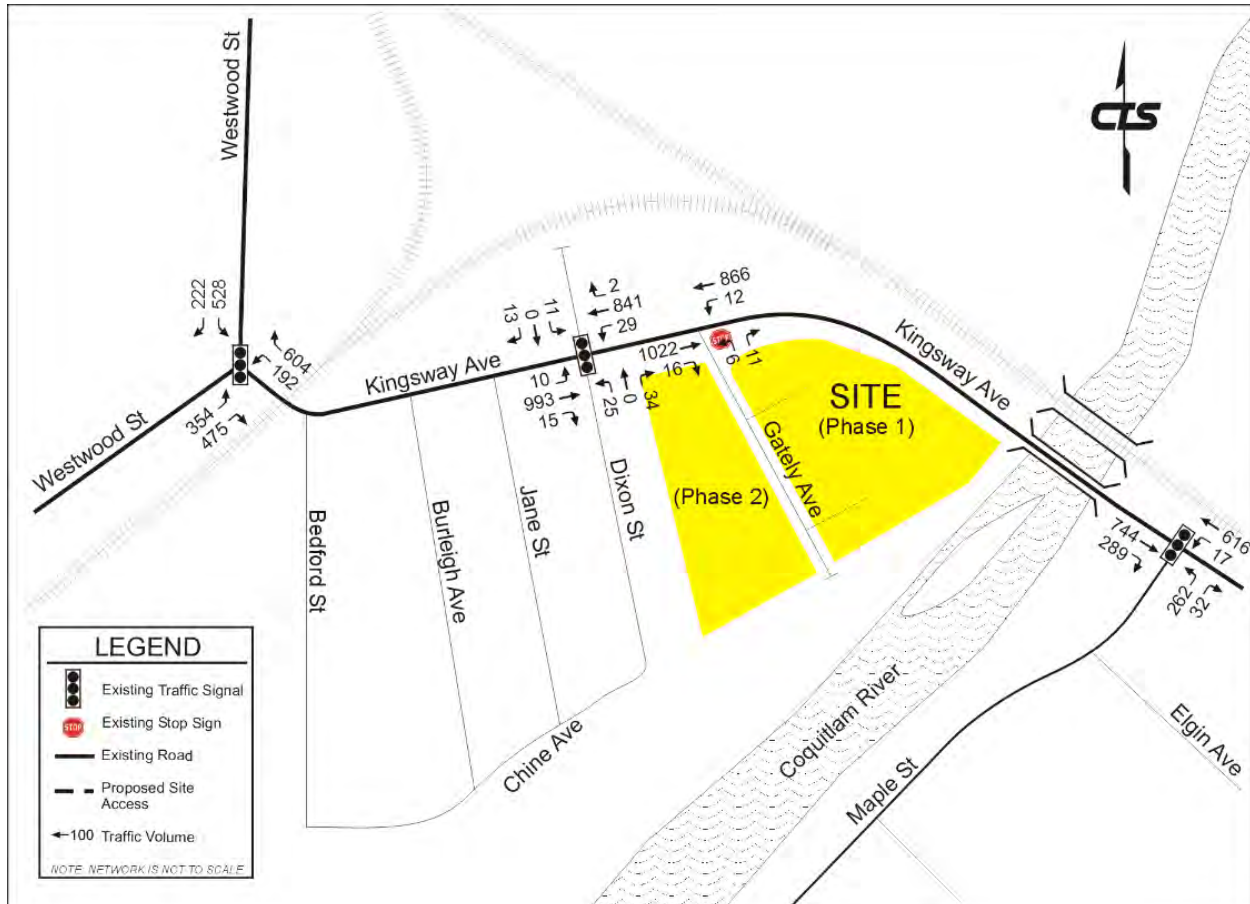 Westwood St
CTS
222
528
604
192
354
475
Westwood St
13
0
11
2
841
29
866
12
Kingsway Ave
1022
16
STOP
6
11
Kingsway Ave
10
993
15
25
0
34
SITE
(Phase 1)
(Phase 2)
Gately Ave
Dixon St
Jane St
Burleigh Ave
Bedford St
744
289
616
17
262
32
Chine Ave
Coquitlam River
Maple St
Elgin Ave
LEGEND
Existing Traffic Signal
STOP
Existing Stop Sign
Existing Road
Proposed Site
Access
100 Traffic Volume
NOTE: NETWORK IS NOT TO SCALE